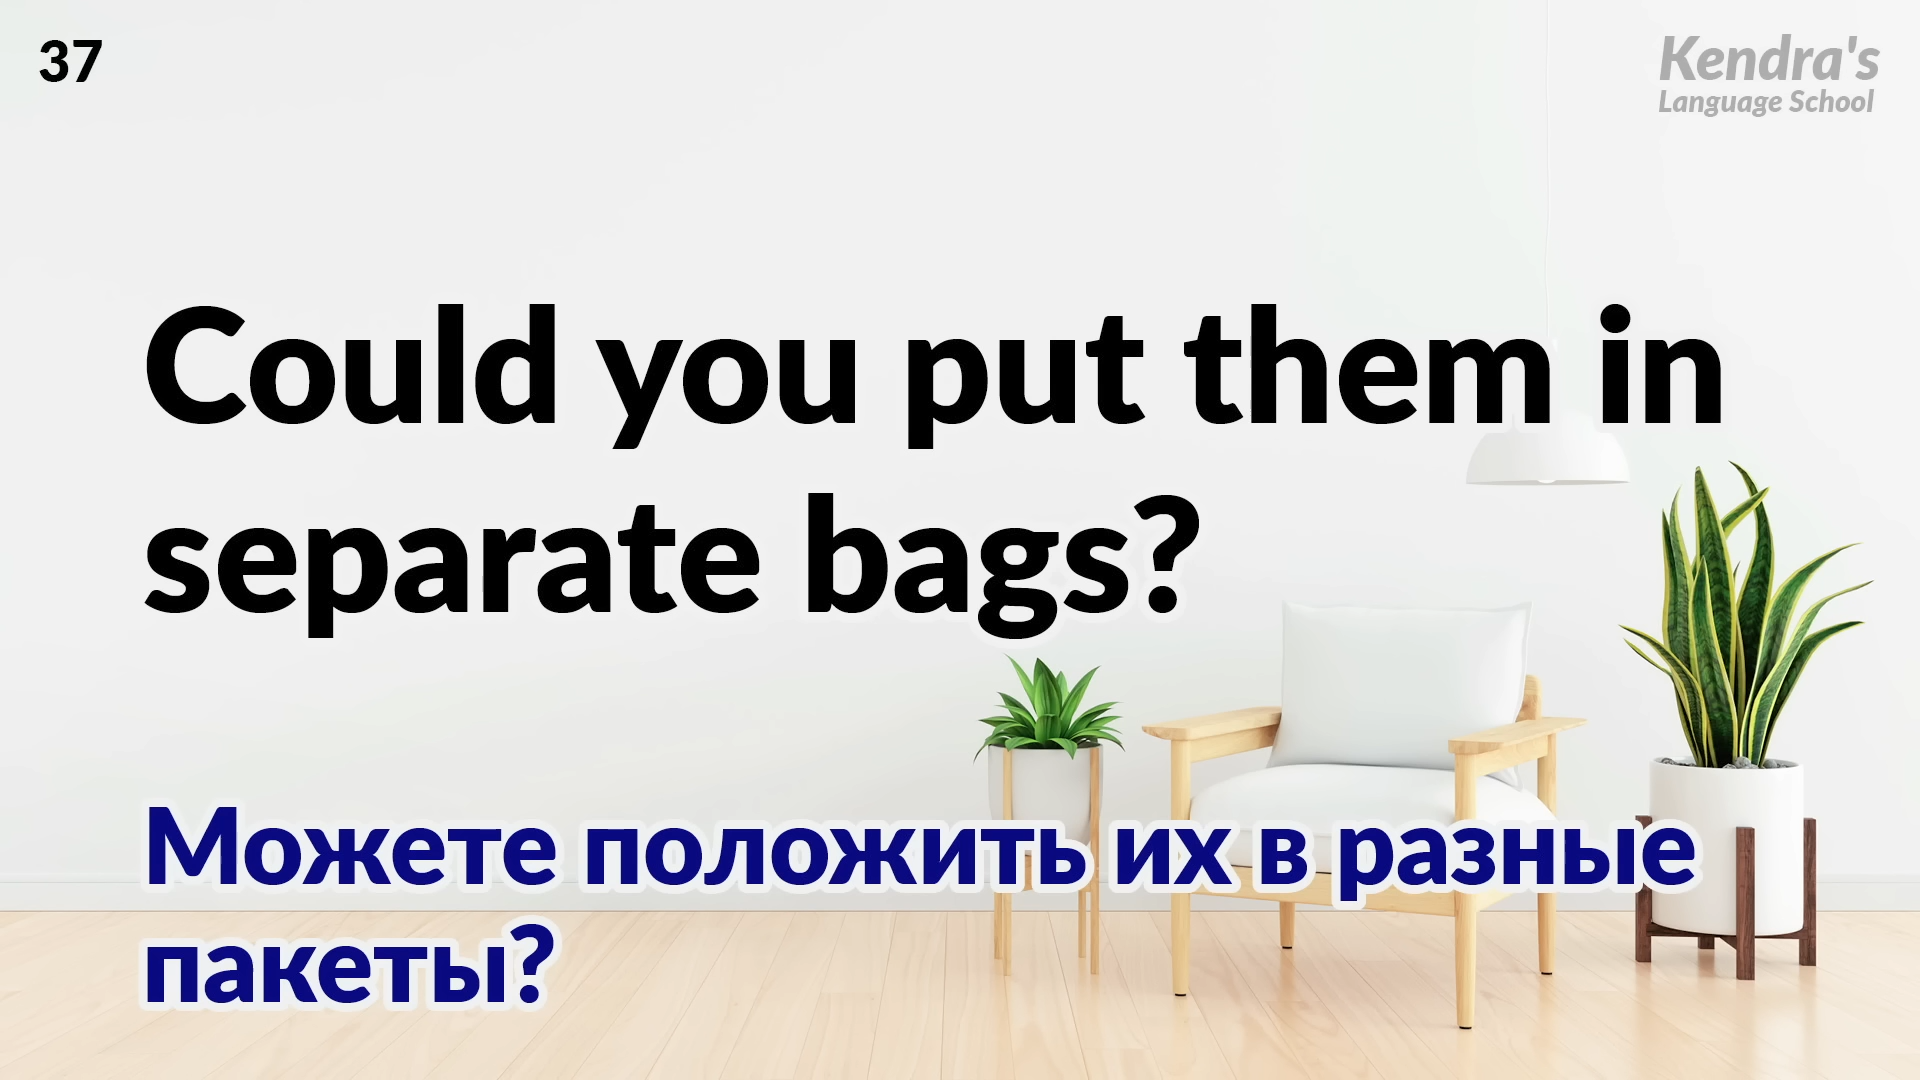 37
Kendra's
Language School
Could you put them in
separate bags?
Можете положить их в разные
пакеты?